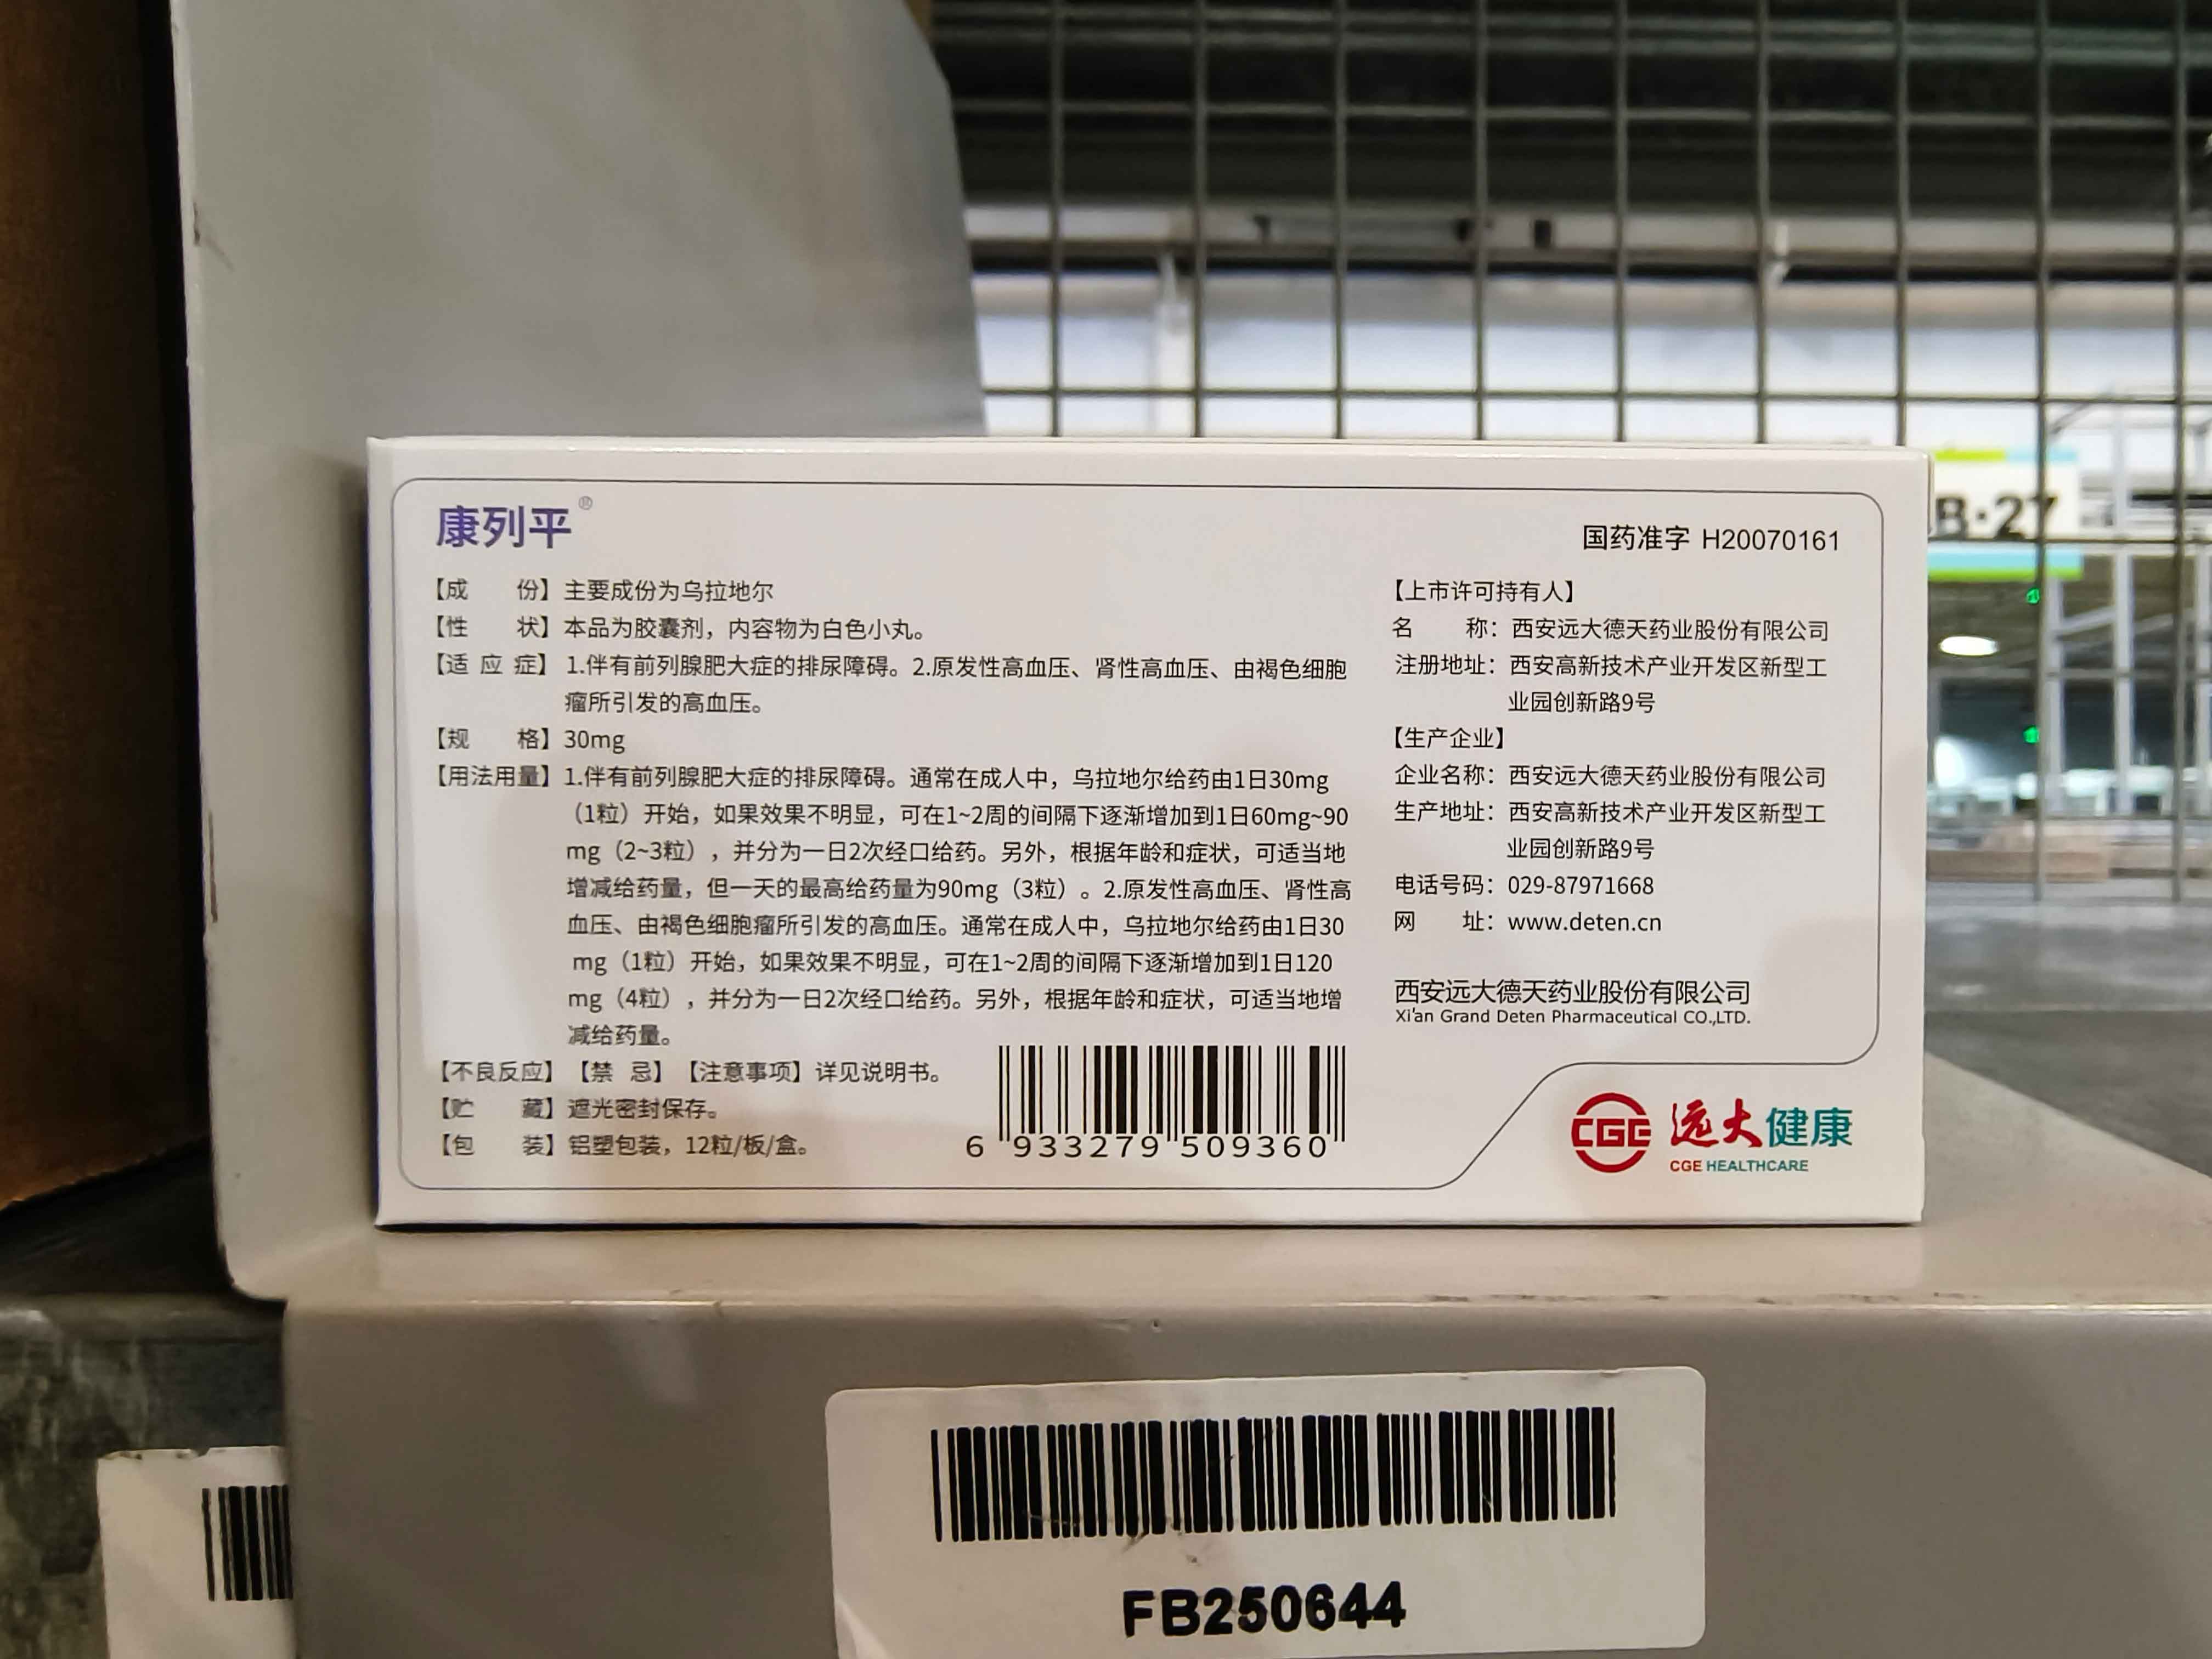 康列平®
国药准字 H20070161
【成 份】主要成份为乌拉地尔
【性 状】本品为胶囊剂，内容物为白色小丸。
【适 应 症】1.伴有前列腺肥大症的排尿障碍。2.原发性高血压、肾性高血压、由褐色细胞
瘤所引发的高血压。
【规 格】30mg
【用法用量】1.伴有前列腺肥大症的排尿障碍。通常在成人中，乌拉地尔给药由1日30mg
（1粒）开始，如果效果不明显，可在1~2周的间隔下逐渐增加到1日60mg~90
mg（2~3粒），并分为一日2次经口给药。另外，根据年龄和症状，可适当地
增减给药量，但一天的最高给药量为90mg（3粒）。2.原发性高血压、肾性高
血压、由褐色细胞瘤所引发的高血压。通常在成人中，乌拉地尔给药由1日30
mg（1粒）开始，如果效果不明显，可在1~2周的间隔下逐渐增加到1日120
mg（4粒），并分为一日2次经口给药。另外，根据年龄和症状，可适当地增
减给药量。
【不良反应】【禁 忌】【注意事项】详见说明书。
【贮 藏】遮光密封保存。
【包 装】铝塑包装，12粒/板/盒。
6 933279 509360
【上市许可持有人】
名 称：西安远大德天药业股份有限公司
注册地址：西安高新技术产业开发区新型工
业园创新路9号
【生产企业】
企业名称：西安远大德天药业股份有限公司
生产地址：西安高新技术产业开发区新型工
业园创新路9号
电话号码：029-87971668
网 址：www.deten.cn
西安远大德天药业股份有限公司
Xi'an Grand Deten Pharmaceutical CO.,LTD.
CGE 远大健康
CGE HEALTHCARE
B·27
FB250644